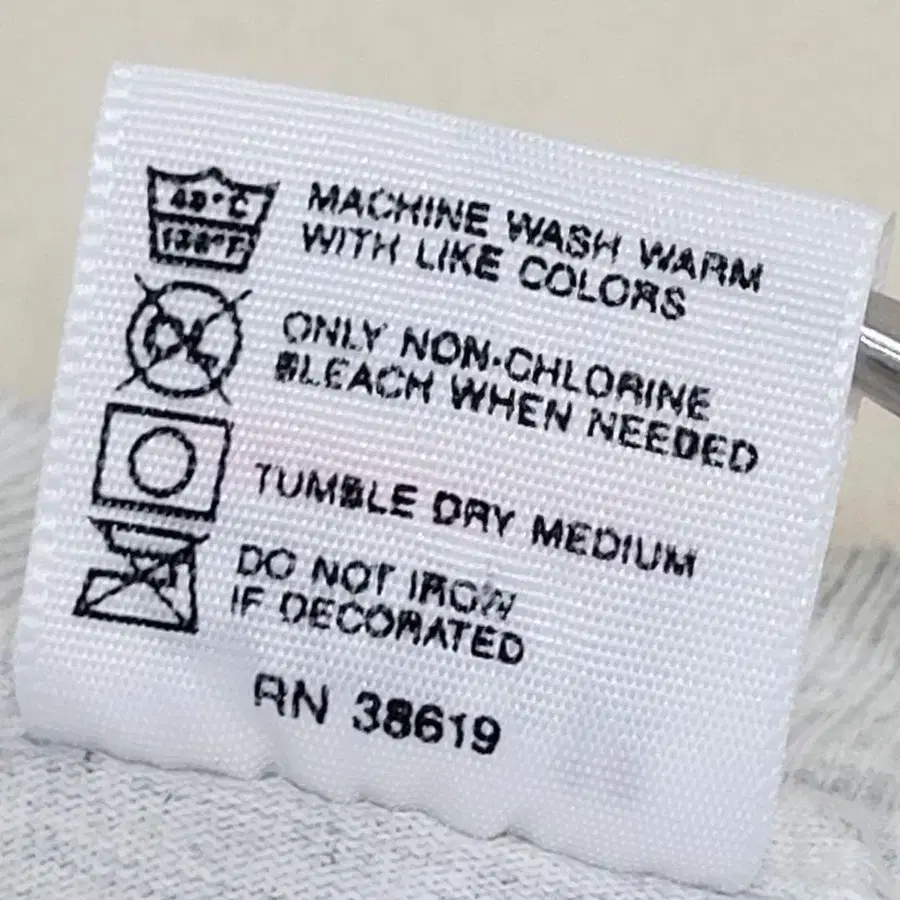 40°C
MACHINE WASH WARM
WITH LIKE COLORS
ONLY NON-CHLORINE
BLEACH WHEN NEEDED
TUMBLE DRY MEDIUM
DO NOT IRON
IF DECORATED
RN 38619